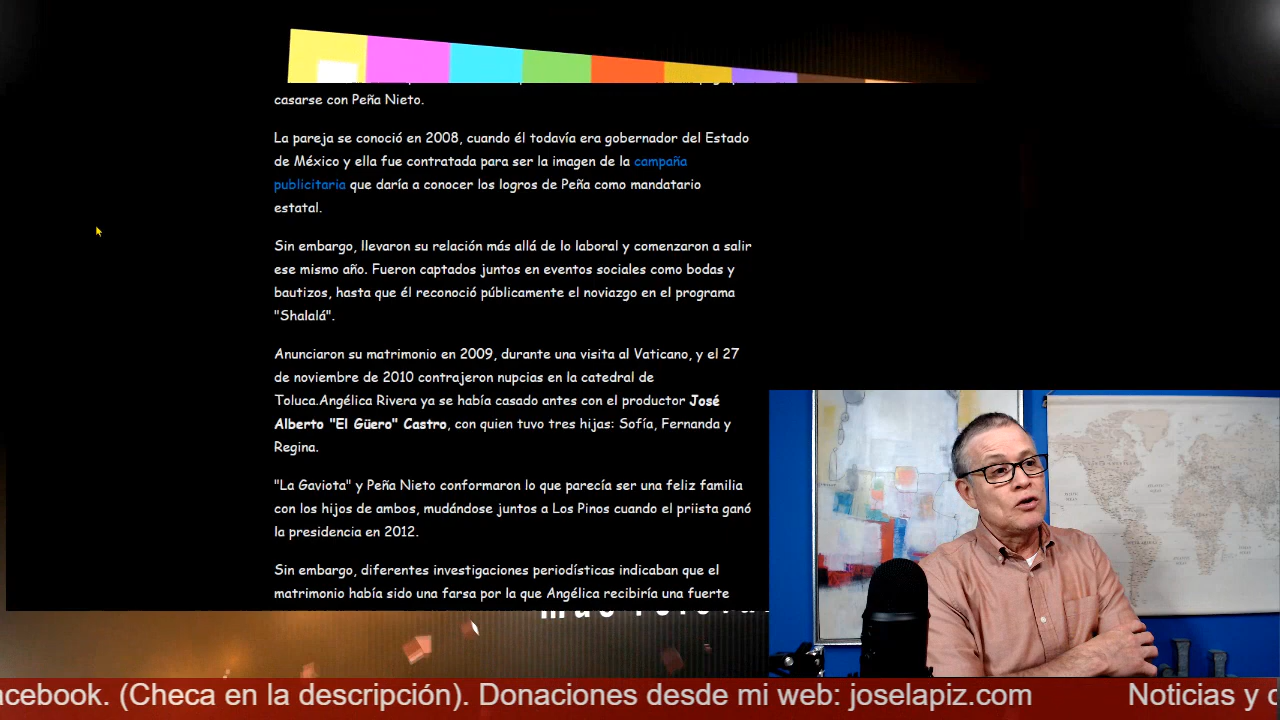 casarse con Peña Nieto.
La pareja se conoció en 2008, cuando él todavía era gobernador del Estado
de México y ella fue contratada para ser la imagen de la campaña
publicitaria que daría a conocer los logros de Peña como mandatario
estatal.
Sin embargo, llevaron su relación más allá de lo laboral y comenzaron a salir
ese mismo año. Fueron captados juntos en eventos sociales como bodas y
bautizos, hasta que él reconoció públicamente el noviazgo en el programa
"Shalalá".
Anunciaron su matrimonio en 2009, durante una visita al Vaticano, y el 27
de noviembre de 2010 contrajeron nupcias en la catedral de
Toluca.Angélica Rivera ya se había casado antes con el productor José
Alberto "El Güero" Castro, con quien tuvo tres hijas: Sofía, Fernanda y
Regina.
"La Gaviota" y Peña Nieto conformaron lo que parecía ser una feliz familia
con los hijos de ambos, mudándose juntos a Los Pinos cuando el priista ganó
la presidencia en 2012.
Sin embargo, diferentes investigaciones periodísticas indicaban que el
matrimonio había sido una farsa por la que Angélica recibiría una fuerte
acebook. (Checa en la descripción). Donaciones desde mi web: joselapiz.com Noticias y